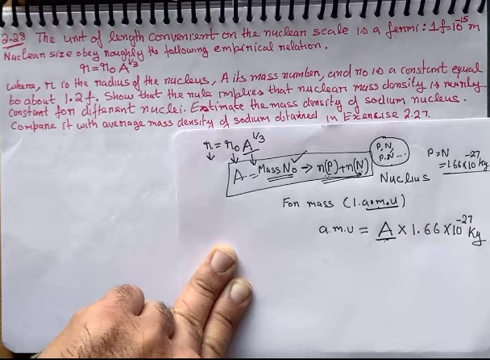 2.28 The unit of length convenient on the nuclear scale is a fermi: 1f=10⁻¹⁵ m
Nuclear size obey roughly the following empirical relation.
r = r₀ A^1/3
where, r is the radius of the nucleus, A its mass number, and r₀ is a constant equal
to about 1.2 f. Show that the rule implies that nuclear mass density is nearly
constant for different nuclei. Estimate the mass density of sodium nucleus.
Compare it with average mass density of sodium obtained in Exercise 2.27.
r = r₀ A^1/3
A = Mass No → n(P) + n(N)
P, N,
P, N ...
Nucleus
P = N
= 1.66×10⁻²⁷
For mass (1.a.m.u)
a.m.u = A × 1.66×10⁻²⁷ Kg